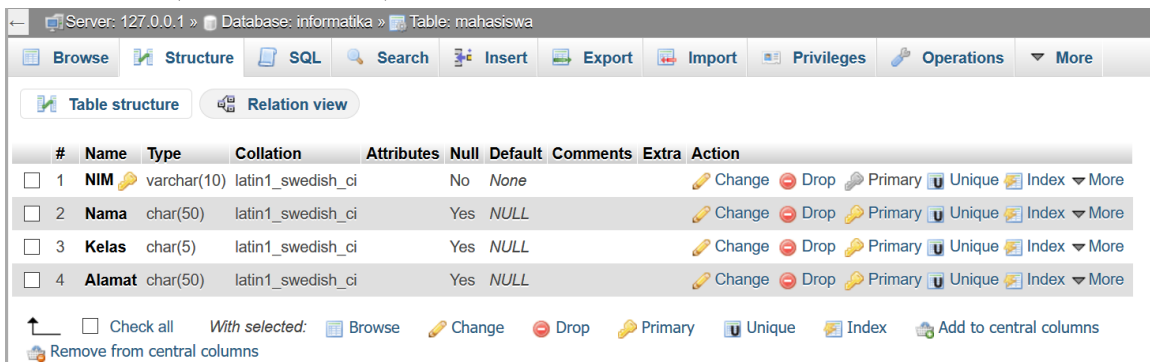 Server: 127.0.0.1 » Database: informatika » Table: mahasiswa
Browse Structure SQL Search Insert Export Import Privileges Operations More
Table structure Relation view
# Name Type Collation Attributes Null Default Comments Extra Action
1 NIM varchar(10) latin1_swedish_ci No None Change Drop Primary Unique Index More
2 Nama char(50) latin1_swedish_ci Yes NULL Change Drop Primary Unique Index More
3 Kelas char(5) latin1_swedish_ci Yes NULL Change Drop Primary Unique Index More
4 Alamat char(50) latin1_swedish_ci Yes NULL Change Drop Primary Unique Index More
Check all With selected: Browse Change Drop Primary Unique Index Add to central columns
Remove from central columns